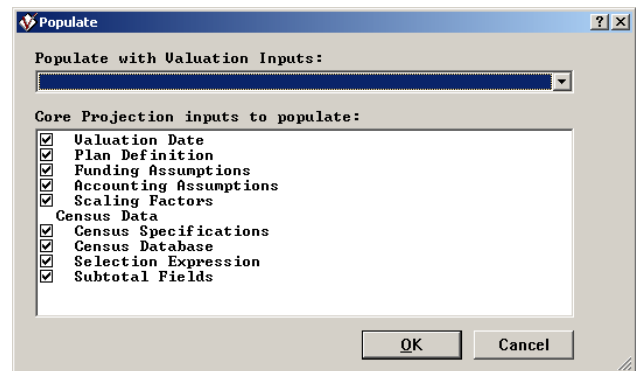 Populate
Populate with Valuation Inputs:
Core Projection inputs to populate:
Valuation Date
Plan Definition
Funding Assumptions
Accounting Assumptions
Scaling Factors
Census Data
Census Specifications
Census Database
Selection Expression
Subtotal Fields
OK Cancel